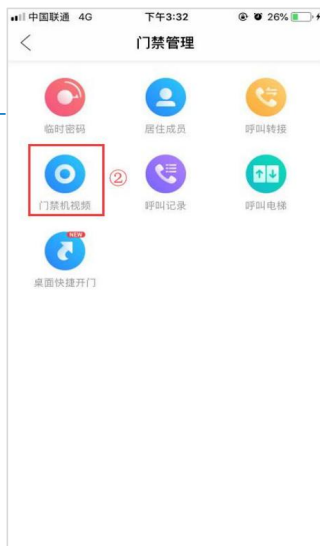 中国联通 4G 下午3:32 26%
门禁管理
临时密码 居住成员 呼叫转接
门禁机视频 ② 呼叫记录 呼叫电梯
NEW
桌面快捷开门